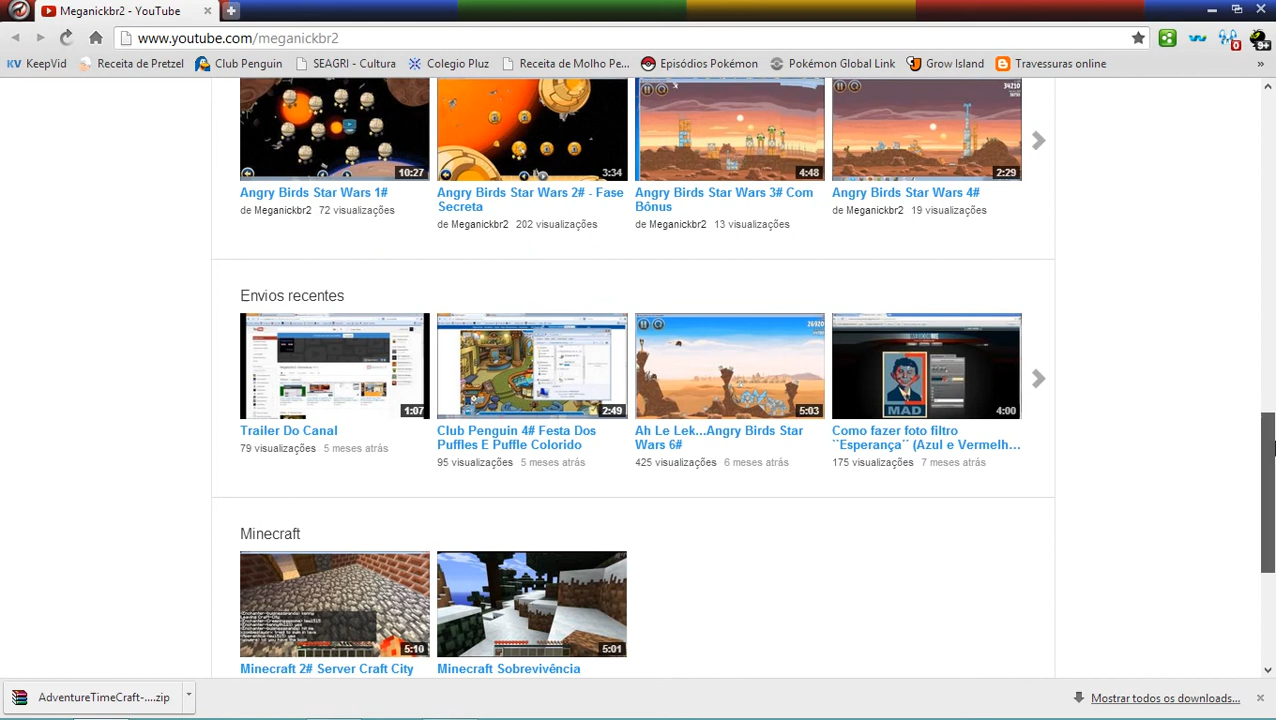 Meganickbr2 - YouTube
www.youtube.com/meganickbr2
0
9+
KV KeepVid
Receita de Pretzel
Club Penguin
SEAGRI - Cultura
Colegio Pluz
Receita de Molho Pe...
Episódios Pokémon
Pokémon Global Link
Grow Island
Travessuras online
»
34210
10:27
3:34
4:48
2:29
Angry Birds Star Wars 1#
de Meganickbr2 72 visualizações
Angry Birds Star Wars 2# - Fase
Secreta
de Meganickbr2 202 visualizações
Angry Birds Star Wars 3# Com
Bônus
de Meganickbr2 13 visualizações
Angry Birds Star Wars 4#
de Meganickbr2 19 visualizações
Envios recentes
26920
MAD
1:07
2:49
5:03
4:00
Trailer Do Canal
79 visualizações 5 meses atrás
Club Penguin 4# Festa Dos
Puffles E Puffle Colorido
95 visualizações 5 meses atrás
Ah Le Lek...Angry Birds Star
Wars 6#
425 visualizações 6 meses atrás
Como fazer foto filtro
``Esperança´´ (Azul e Vermelh...
175 visualizações 7 meses atrás
Minecraft
5:10
5:01
Minecraft 2# Server Craft City
Minecraft Sobrevivência
AdventureTimeCraft-....zip
Mostrar todos os downloads...